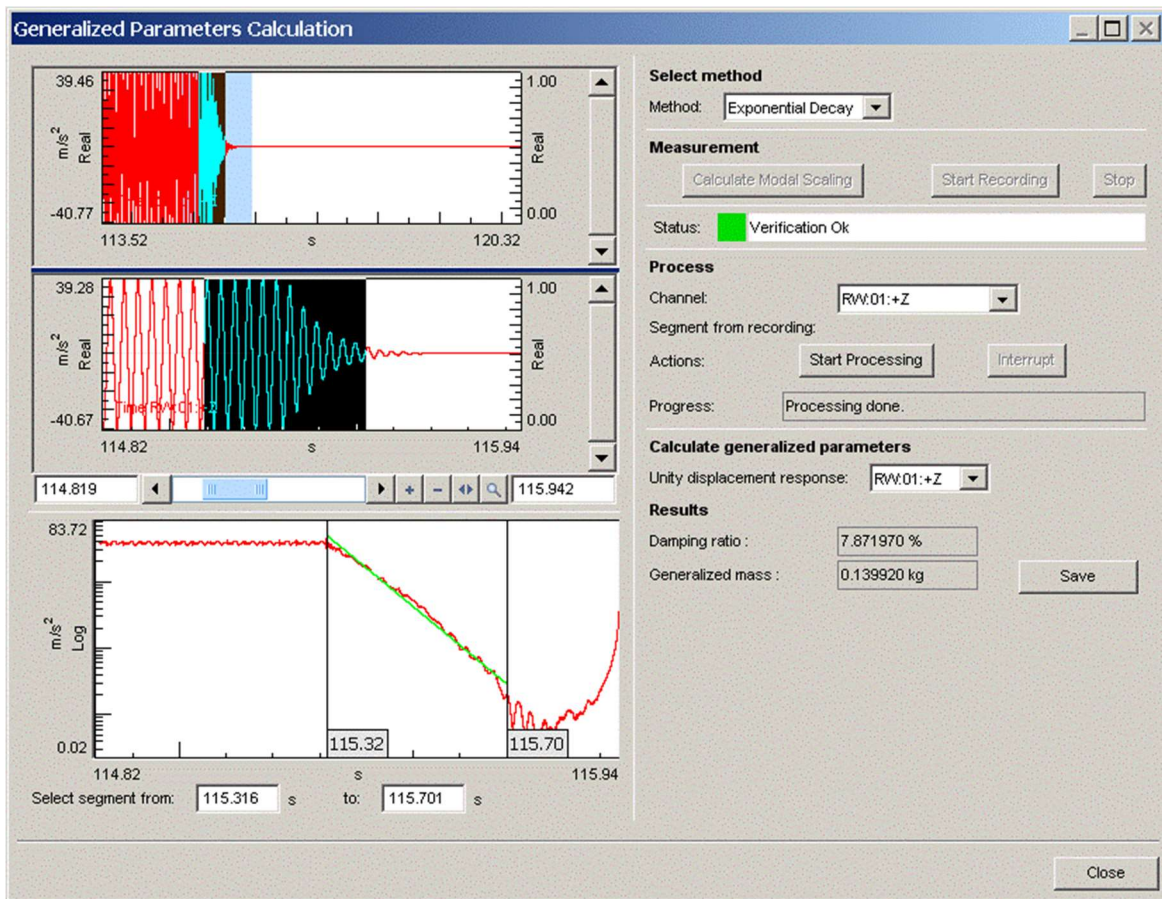 Generalized Parameters Calculation
39.46
m/s²
Real
-40.77
1.00
Real
0.00
113.52 s 120.32
39.28
m/s²
Real
-40.67
1.00
Real
0.00
Time RW:01:+Z
114.82 s 115.94
114.819 115.942
83.72
m/s²
Log
0.02
115.32 115.70
114.82 s 115.94
Select segment from: 115.316 s to: 115.701 s
Select method
Method: Exponential Decay
Measurement
Calculate Modal Scaling Start Recording Stop
Status: Verification Ok
Process
Channel: RW:01:+Z
Segment from recording:
Actions: Start Processing Interrupt
Progress: Processing done.
Calculate generalized parameters
Unity displacement response: RW:01:+Z
Results
Damping ratio : 7.871970 %
Generalized mass : 0.139920 kg Save
Close